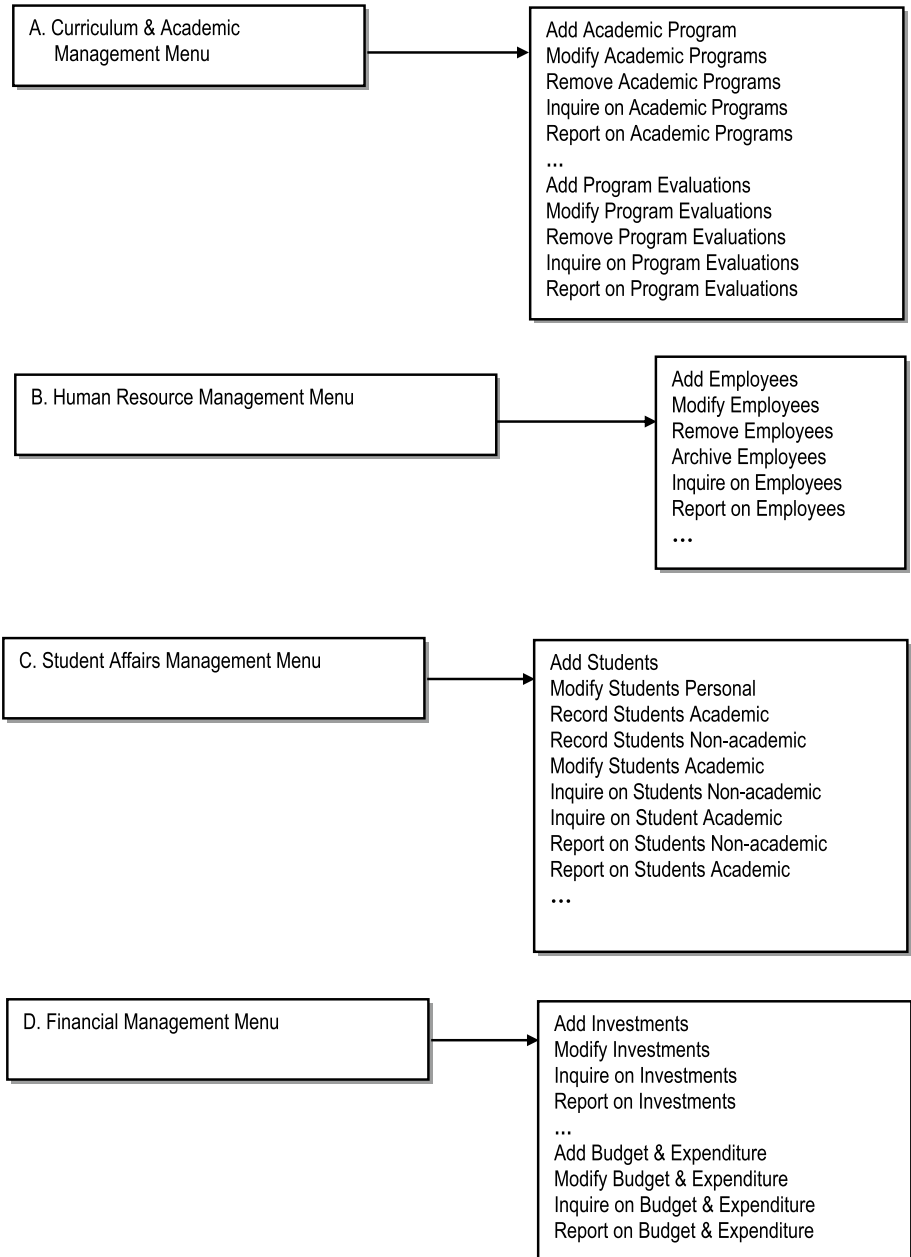 A. Curriculum & Academic
Management Menu
Add Academic Program
Modify Academic Programs
Remove Academic Programs
Inquire on Academic Programs
Report on Academic Programs
...
Add Program Evaluations
Modify Program Evaluations
Remove Program Evaluations
Inquire on Program Evaluations
Report on Program Evaluations
B. Human Resource Management Menu
Add Employees
Modify Employees
Remove Employees
Archive Employees
Inquire on Employees
Report on Employees
...
C. Student Affairs Management Menu
Add Students
Modify Students Personal
Record Students Academic
Record Students Non-academic
Modify Students Academic
Inquire on Students Non-academic
Inquire on Student Academic
Report on Students Non-academic
Report on Students Academic
...
D. Financial Management Menu
Add Investments
Modify Investments
Inquire on Investments
Report on Investments
...
Add Budget & Expenditure
Modify Budget & Expenditure
Inquire on Budget & Expenditure
Report on Budget & Expenditure